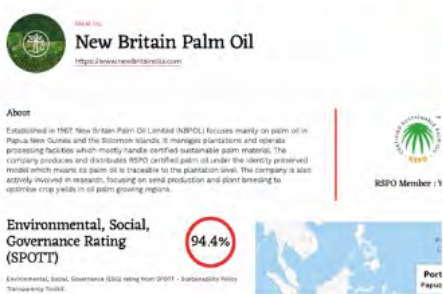 PALM OIL
New Britain Palm Oil
https://www.newbritainoils.com
About
Established in 1967, New Britain Palm Oil Limited (NBPOL) focuses mainly on palm oil in
Papua New Guinea and the Solomon Islands. It manages plantations and operate
processing facilities which mostly handle certified sustainable palm material. The
company produces and distributes RSPO certified palm oil under the identity preserved
model which means its palm oil is traceable to the plantation level. The company is also
actively involved in research, focusing on seed production and plant breeding to
optimise crop yields in oil palm growing regions.
RSPO
RSPO Member : Y
Environmental, Social,
Governance Rating
(SPOTT)
94.4%
Environmental, Social, Governance (ESG) rating from SPOTT - Sustainability Policy
Transparency Toolkit.
Port
Papua